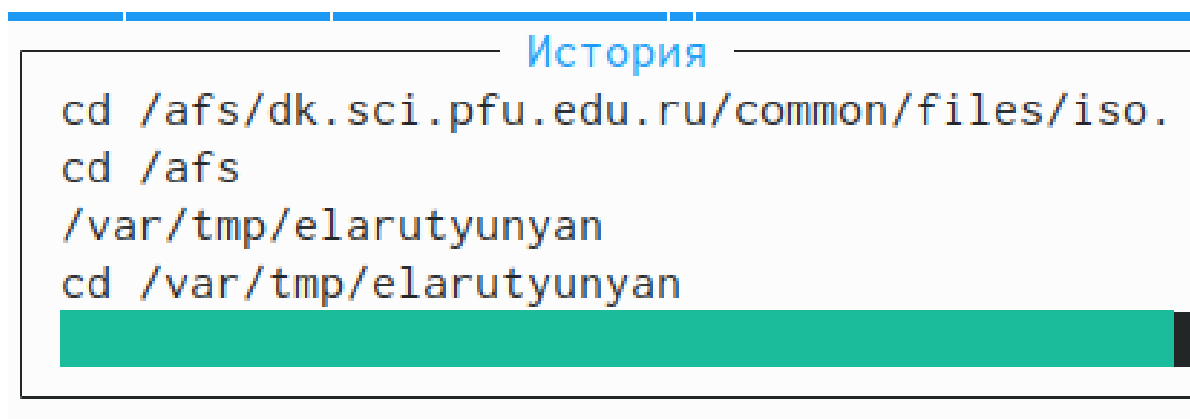 История
cd /afs/dk.sci.pfu.edu.ru/common/files/iso.
cd /afs
/var/tmp/elarutyunyan
cd /var/tmp/elarutyunyan